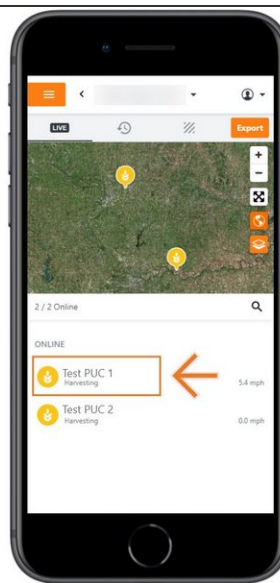 LIVE
Export
+
−
2 / 2 Online
ONLINE
Test PUC 1
Harvesting
5.4 mph
Test PUC 2
Harvesting
0.0 mph